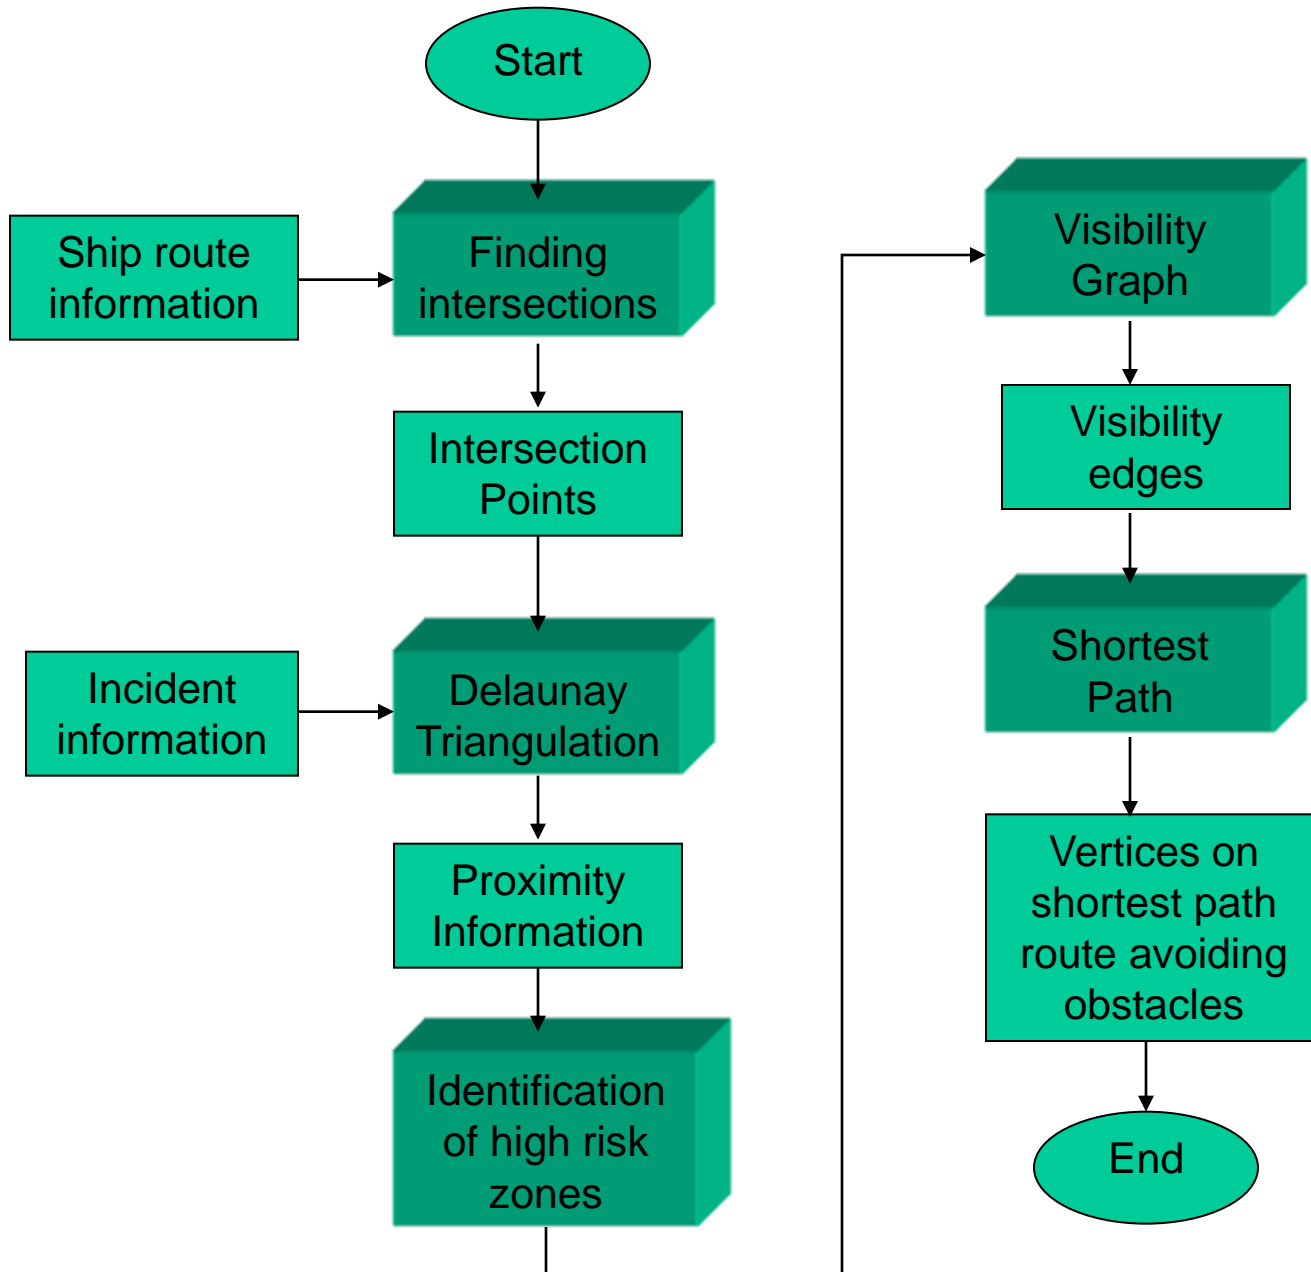 Start
Ship route
information
Finding
intersections
Intersection
Points
Incident
information
Delaunay
Triangulation
Proximity
Information
Identification
of high risk
zones
Visibility
Graph
Visibility
edges
Shortest
Path
Vertices on
shortest path
route avoiding
obstacles
End